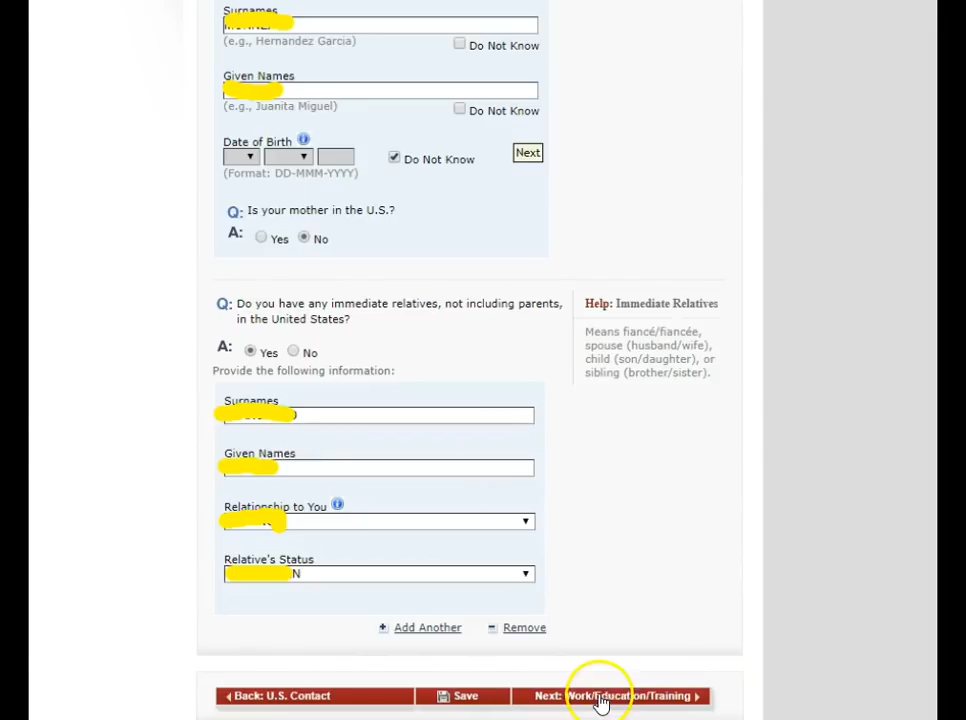 Surnames
(e.g., Hernandez Garcia)
Do Not Know
Given Names
(e.g., Juanita Miguel)
Do Not Know
Date of Birth
Do Not Know
Next
(Format: DD-MMM-YYYY)
Q: Is your mother in the U.S.?
A: Yes No
Q: Do you have any immediate relatives, not including parents,
in the United States?
A: Yes No
Help: Immediate Relatives
Means fiancé/fiancée,
spouse (husband/wife),
child (son/daughter), or
sibling (brother/sister).
Provide the following information:
Surnames
Given Names
Relationship to You
Relative's Status
Add Another Remove
Back: U.S. Contact Save Next: Work/Education/Training